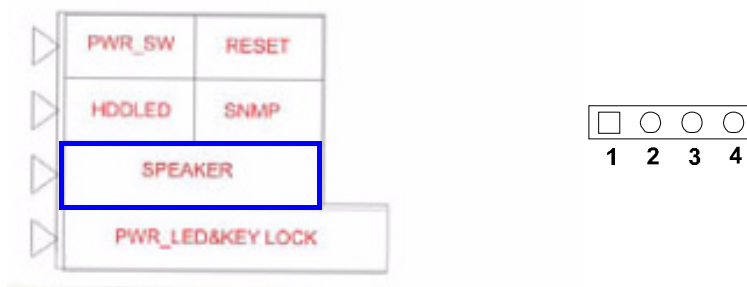 PWR_SW RESET
HDDLED SNMP
SPEAKER
PWR_LED&KEY LOCK
1 2 3 4